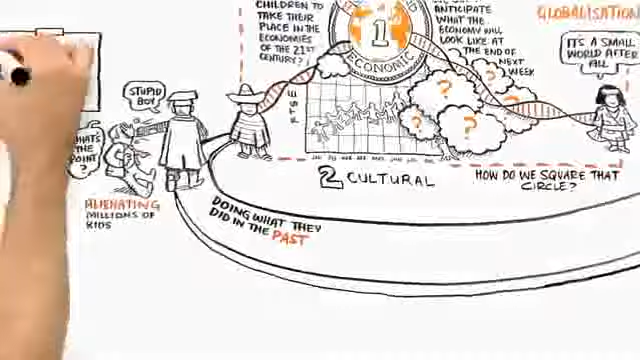 CHILDREN TO
TAKE THEIR
PLACE IN THE
ECONOMIES
OF THE 21ST
CENTURY?
1
ECONOMIC
ANTICIPATE
WHAT THE
ECONOMY WILL
LOOK LIKE AT
THE END OF
NEXT
WEEK
?
?
?
?
GLOBALISATION
IT'S A SMALL
WORLD AFTER
ALL
STUPID
BOY
WHAT'S
THE
POINT
?
ALIENATING
MILLIONS OF
KIDS
FTSE
2 CULTURAL
HOW DO WE SQUARE THAT
CIRCLE?
DOING WHAT THEY
DID IN THE PAST